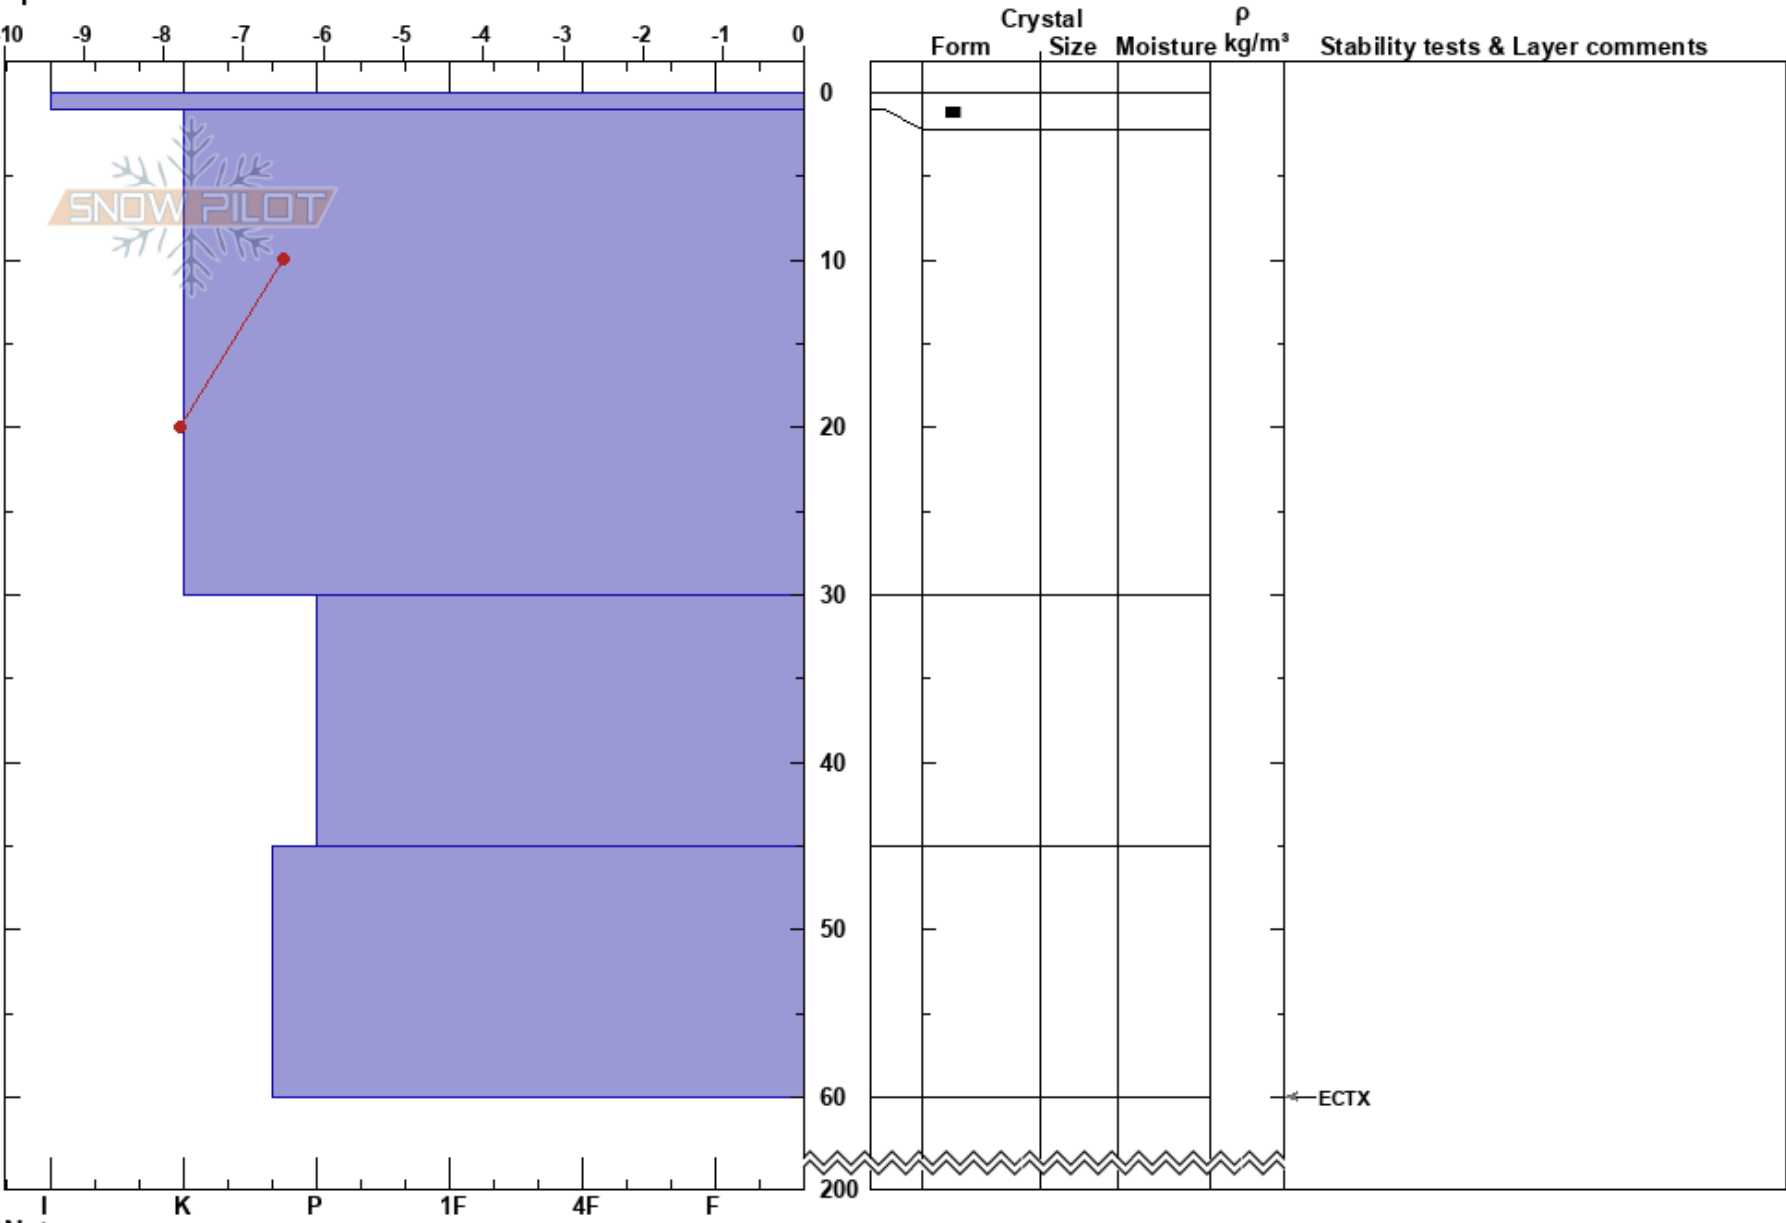 Crystal ρ
-10 -9 -8 -7 -6 -5 -4 -3 -2 -1 0 Form Size Moisture kg/m³ Stability tests & Layer comments
0
SNOW PILOT
10
20
30
40
50
60 ECTX
200
I K P 1F 4F F